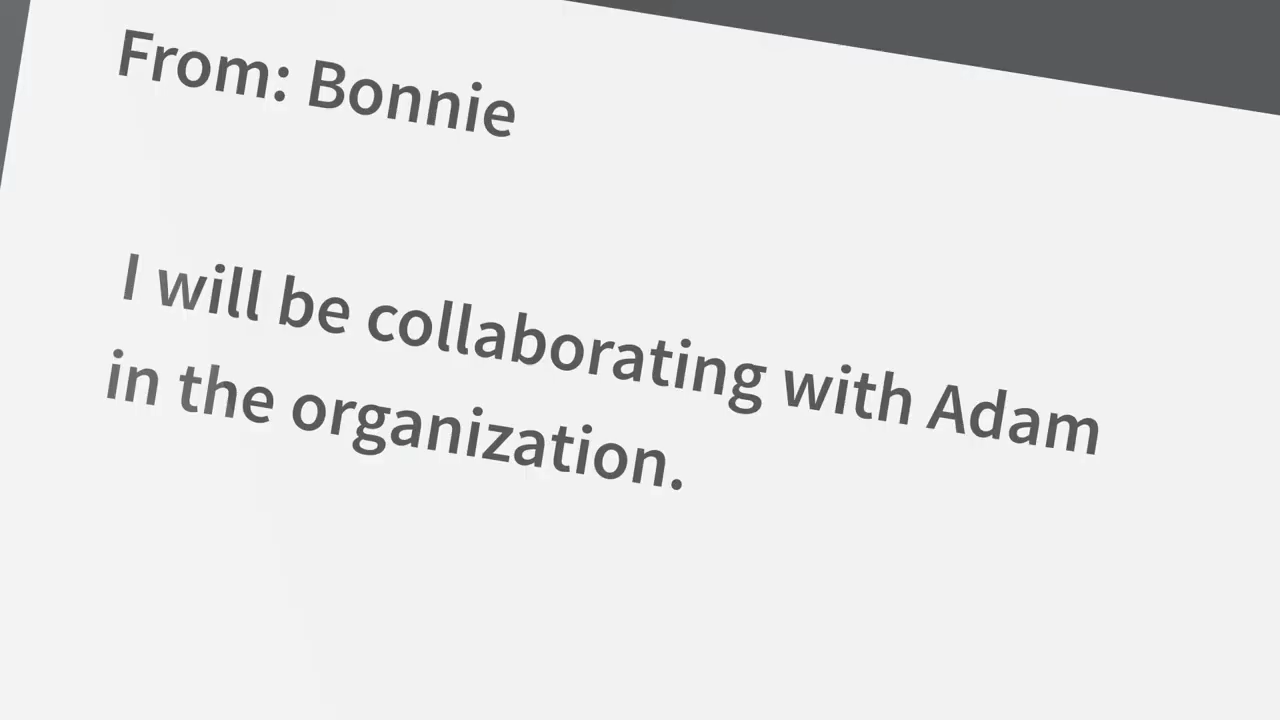 From: Bonnie
I will be collaborating with Adam
in the organization.